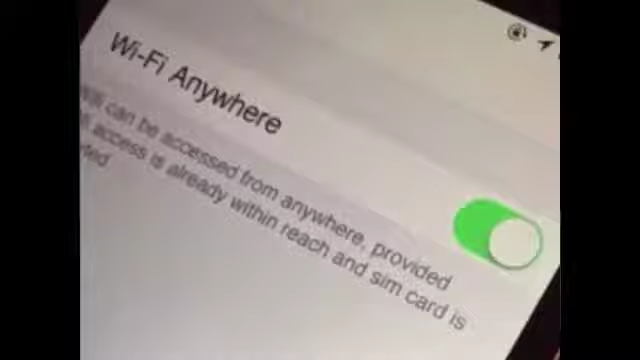 Wi-Fi Anywhere
can be accessed from anywhere, provided
access is already within reach and sim card is